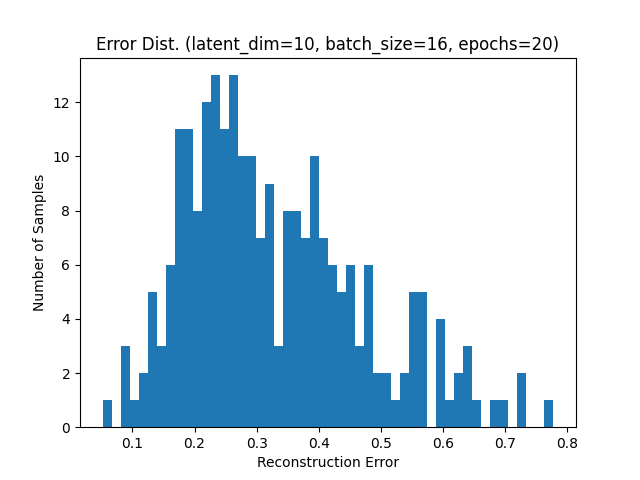 Error Dist. (latent_dim=10, batch_size=16, epochs=20)
Number of Samples
12
10
8
6
4
2
0
0.1 0.2 0.3 0.4 0.5 0.6 0.7 0.8
Reconstruction Error